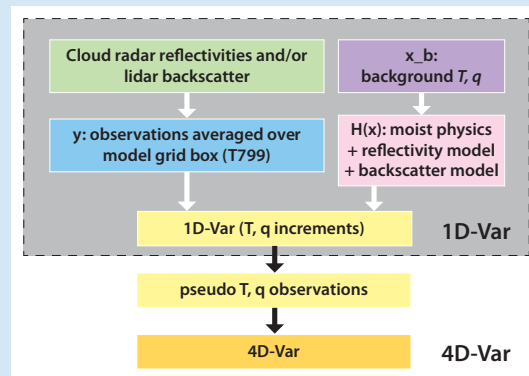 Cloud radar reflectivities and/or
lidar backscatter
x_b:
background T, q
y: observations averaged over
model grid box (T799)
H(x): moist physics
+ reflectivity model
+ backscatter model
1D-Var (T, q increments)
1D-Var
pseudo T, q observations
4D-Var
4D-Var